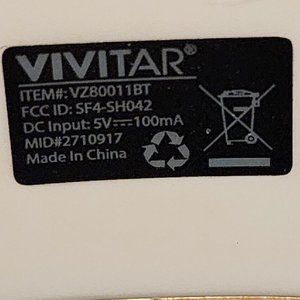 VIVITAR®
ITEM#: VZ80011BT
FCC ID: SF4-SH042
DC Input: 5V⎓100mA
MID#2710917
Made In China